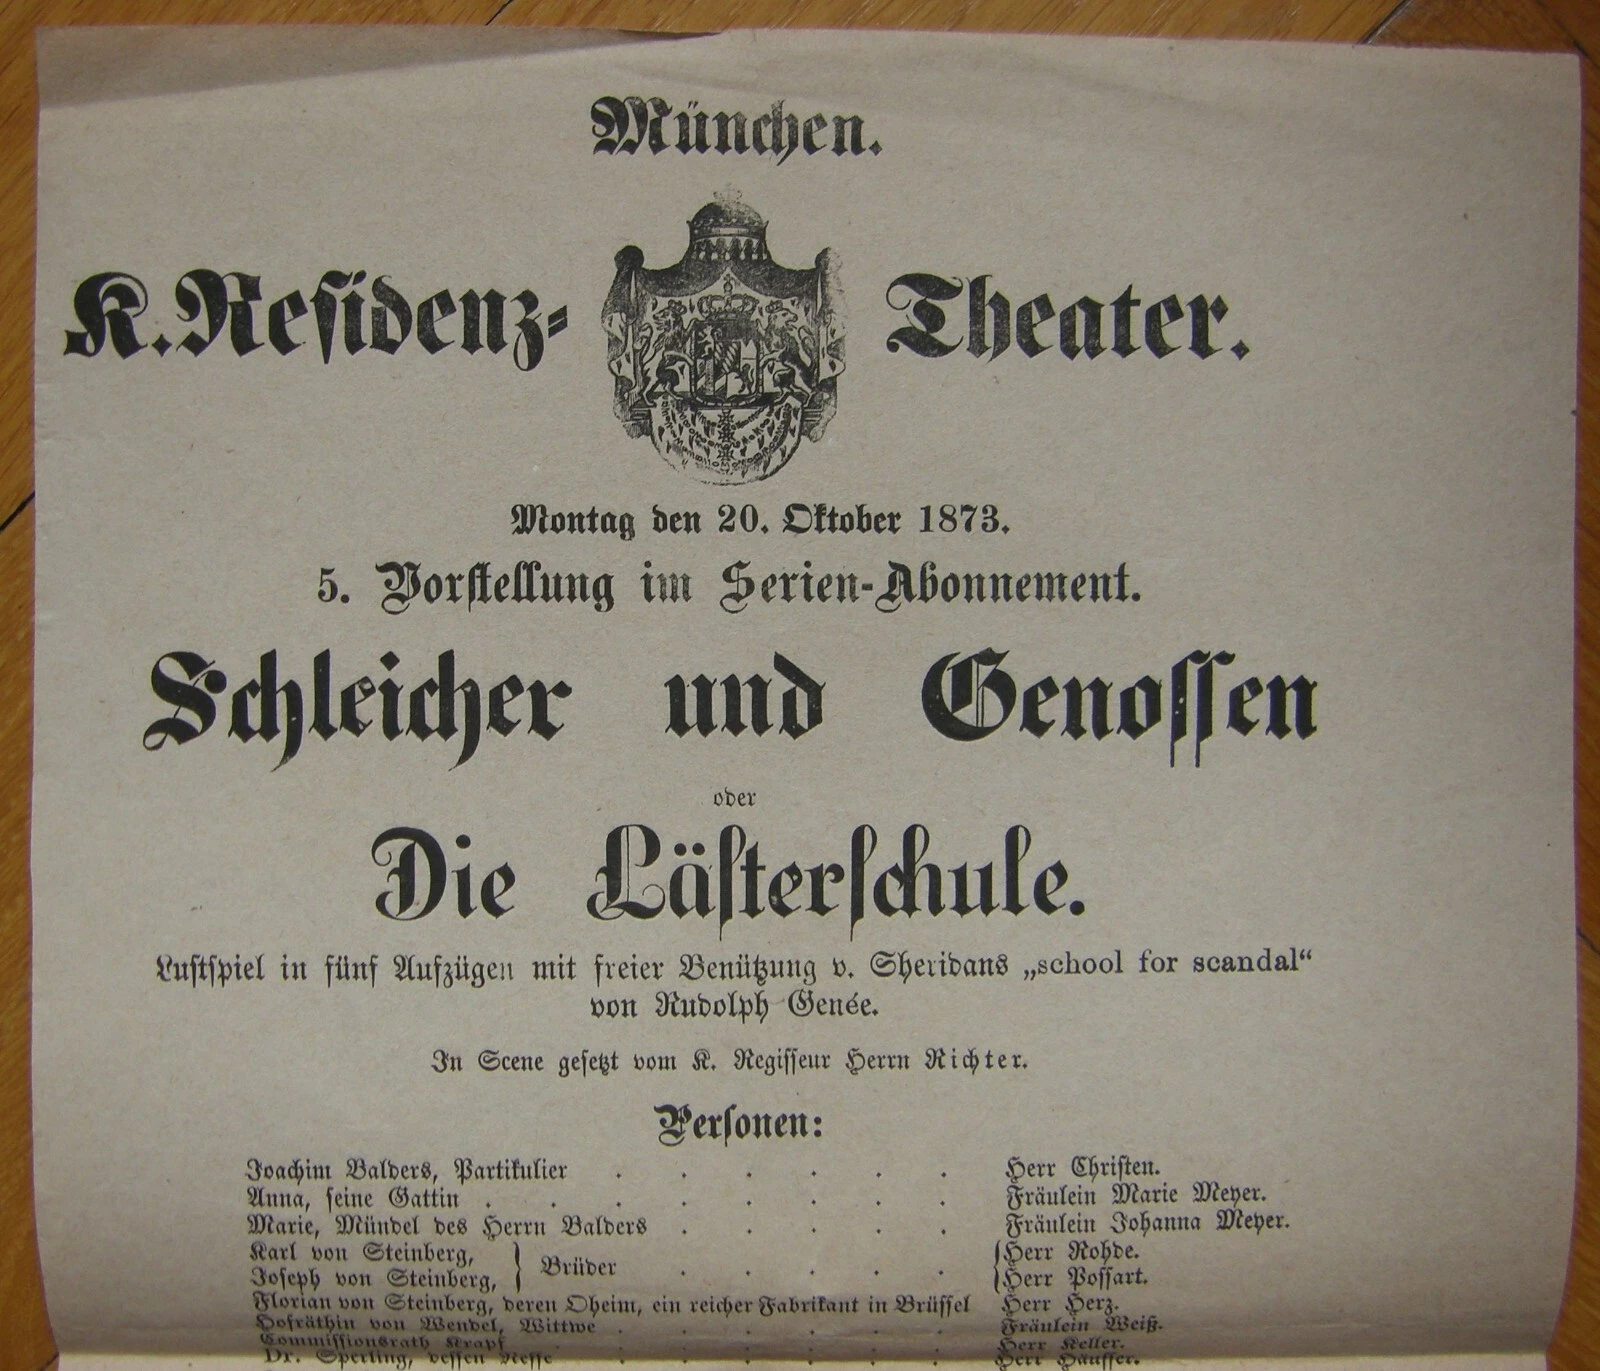 München.
K. Residenz-Theater.
Montag den 20. Oktober 1873.
5. Vorstellung im Serien-Abonnement.
Schleicher und Genossen
oder
Die Lästerschule.
Lustspiel in fünf Aufzügen mit freier Benützung v. Sheridans „school for scandal“
von Rudolph Genée.
In Scene gesetzt vom K. Regisseur Herrn Richter.
Personen:
Joachim Balders, Partikulier . . . . . . Herr Christen.
Anna, seine Gattin . . . . . . . . Fräulein Marie Meyer.
Marie, Mündel des Herrn Balders . . . . . Fräulein Johanna Meyer.
Karl von Steinberg, } Brüder . . . . . { Herr Rohde.
Joseph von Steinberg, } { Herr Possart.
Florian von Steinberg, deren Oheim, ein reicher Fabrikant in Brüssel Herr Herz.
Hofräthin von Wendel, Wittwe . . . . . . Fräulein Weiß.
Commissionsrath Krapf . . . . . . . Herr Keller.
Dr. Sperling, dessen Neffe . . . . . . Herr Häusser.